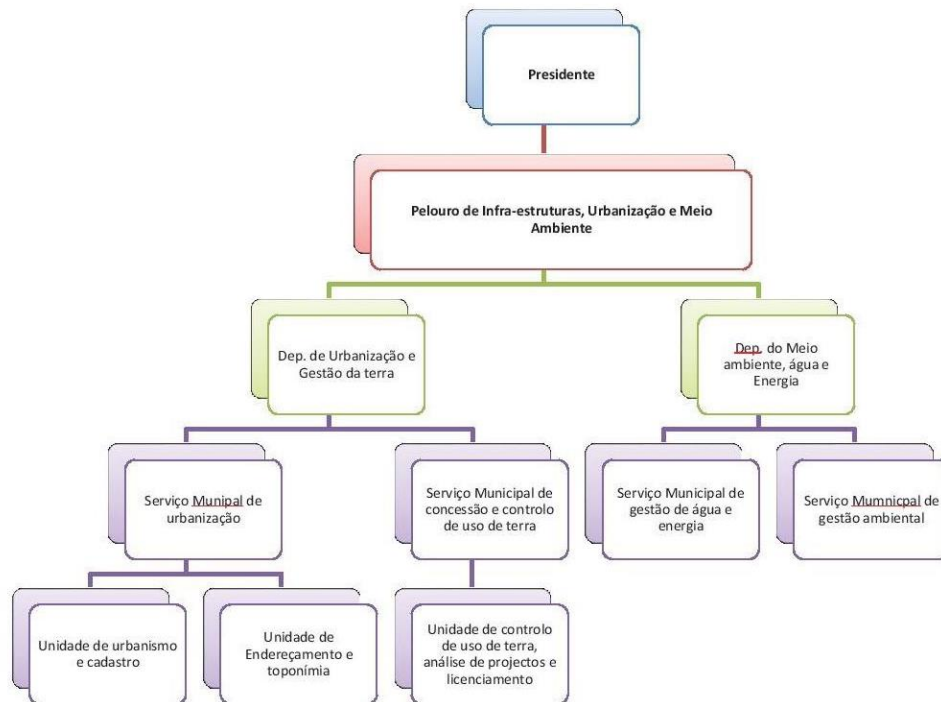 Presidente
Pelouro de Infra-estruturas, Urbanização e Meio
Ambiente
Dep. de Urbanização e
Gestão da terra
Dep. do Meio
ambiente, água e
Energia
Serviço Munipal de
urbanização
Serviço Municipal de
concessão e controlo
de uso de terra
Serviço Municipal de
gestão de água e
energia
Serviço Mumnicpal de
gestão ambiental
Unidade de urbanismo
e cadastro
Unidade de
Endereçamento e
toponímia
Unidade de controlo
de uso de terra,
análise de projectos e
licenciamento